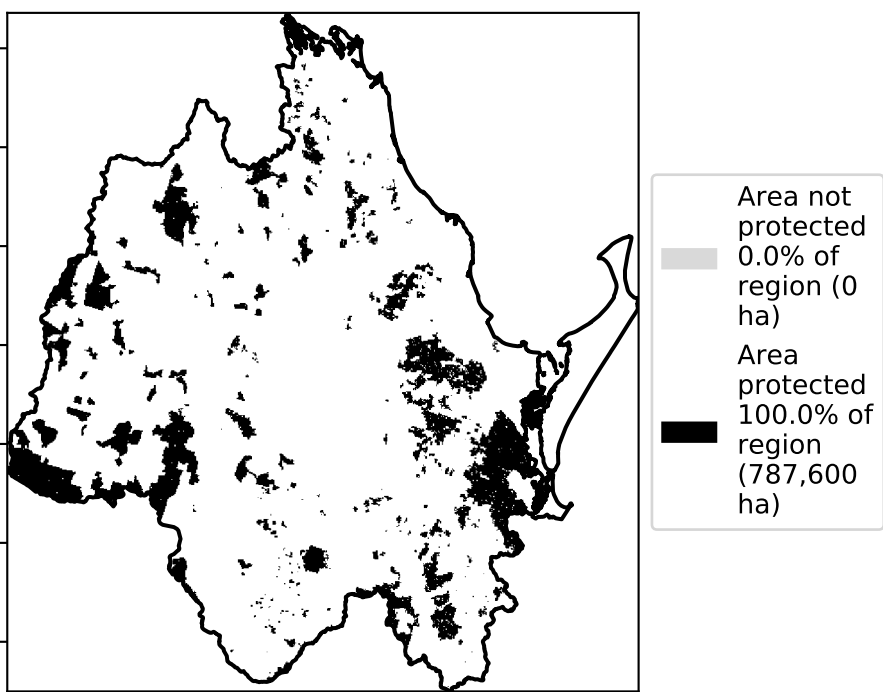 Area not
protected
0.0% of
region (0
ha)
Area
protected
100.0% of
region
(787,600
ha)